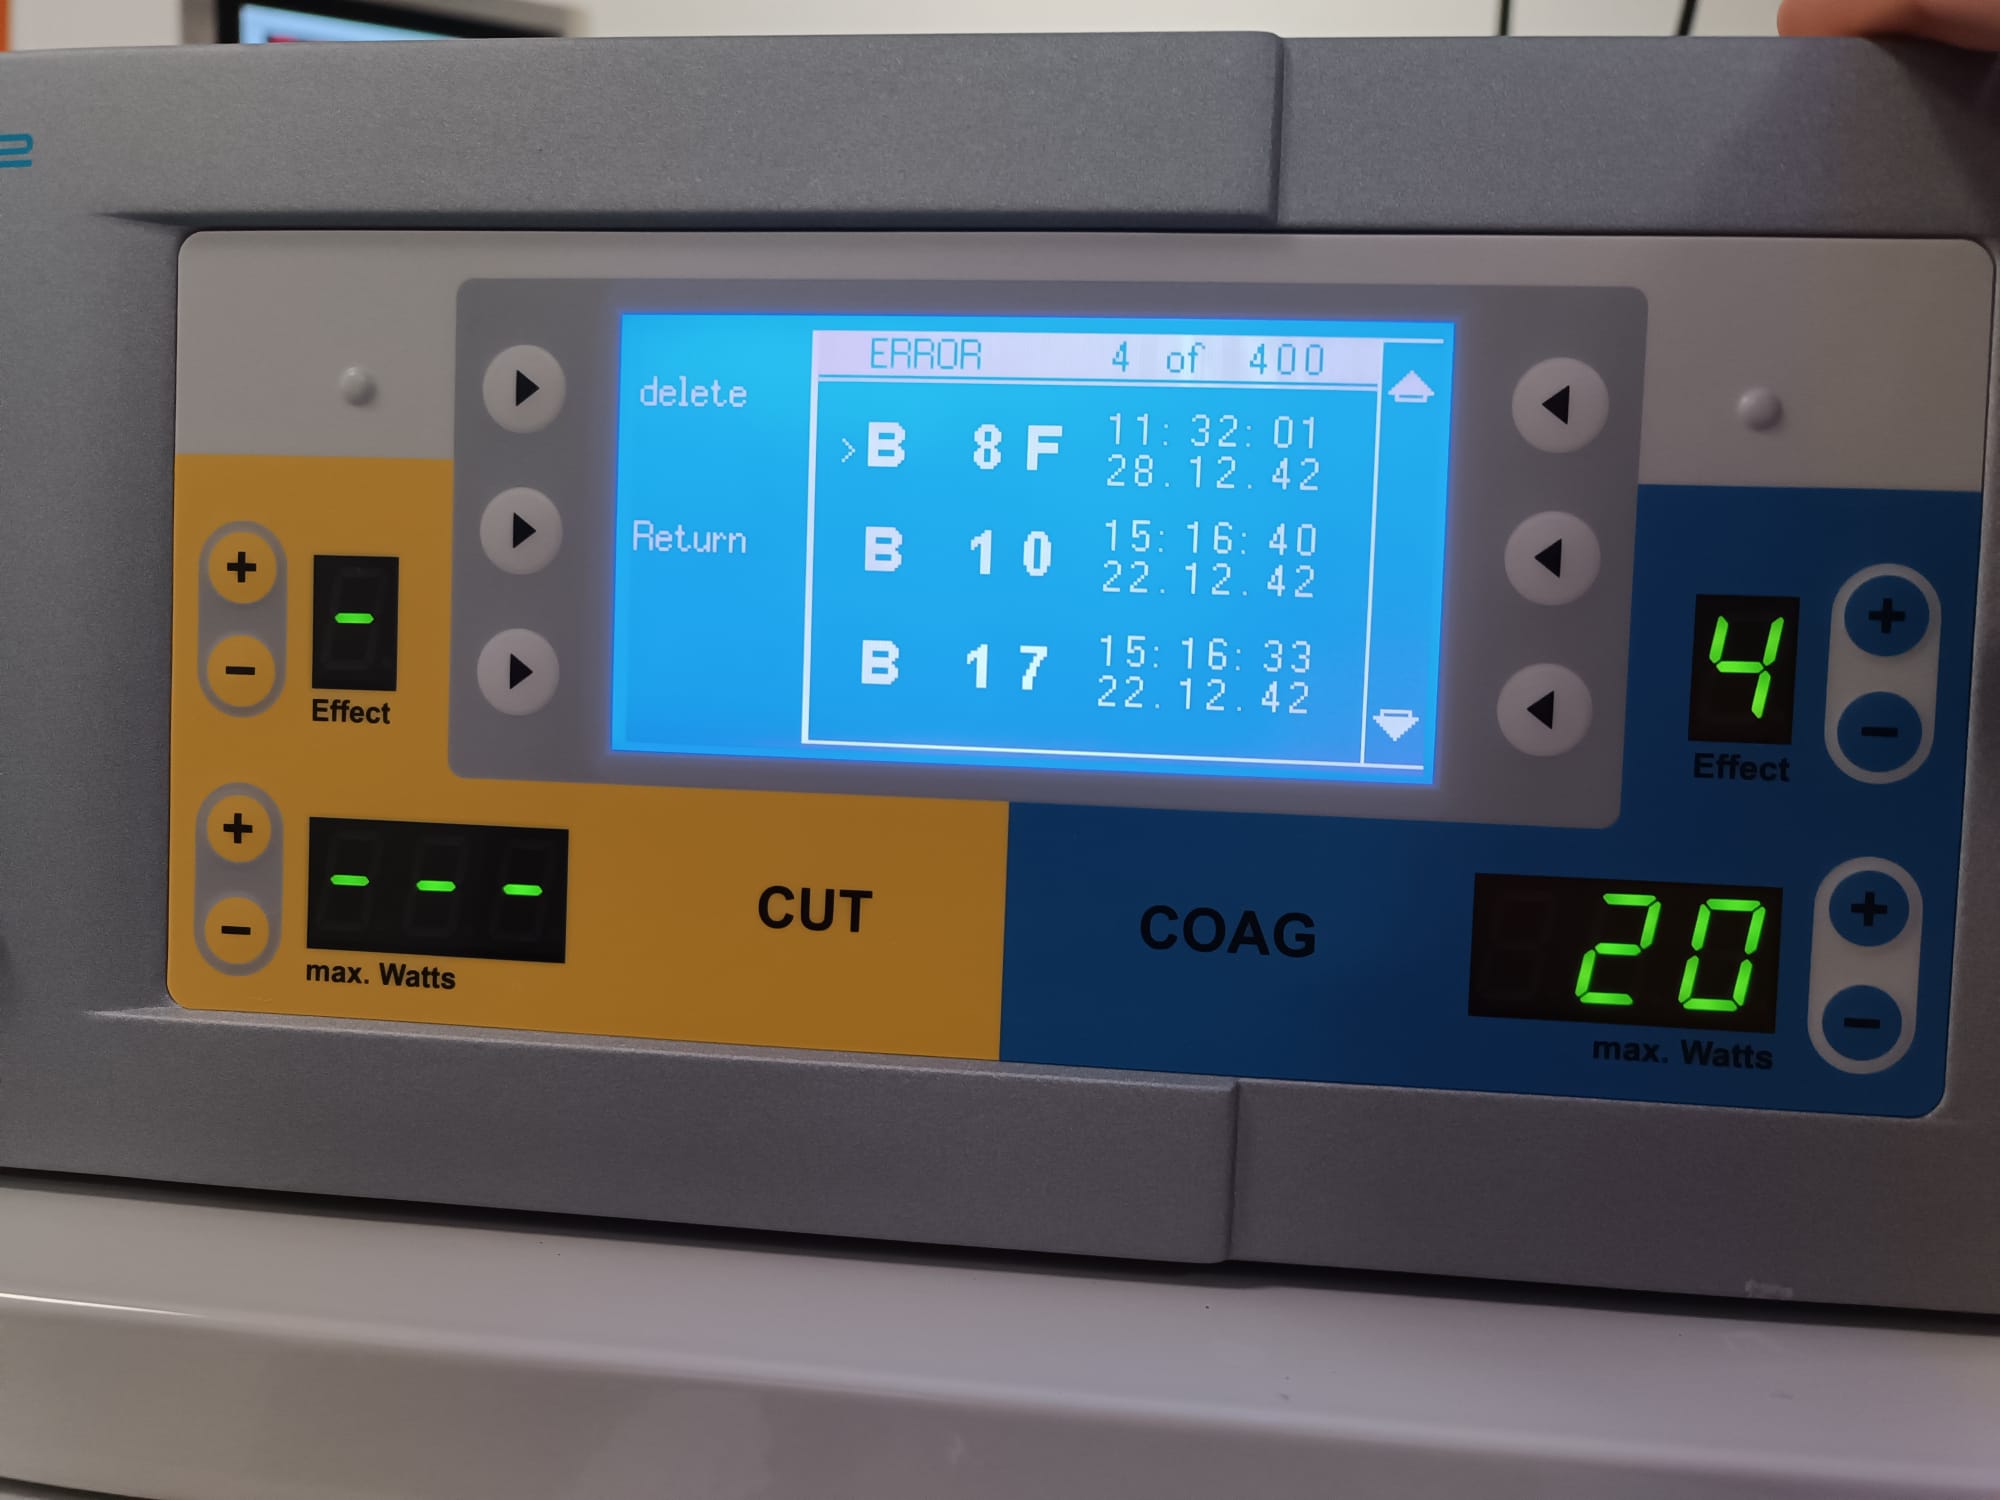 ERROR 4 of 400
delete
>B 8F 11:32:01
28.12.42
Return
B 10 15:16:40
22.12.42
B 17 15:16:33
22.12.42
+
-
-
Effect
4
+
-
Effect
+
-
- - -
max. Watts
CUT
COAG
20
+
-
max. Watts